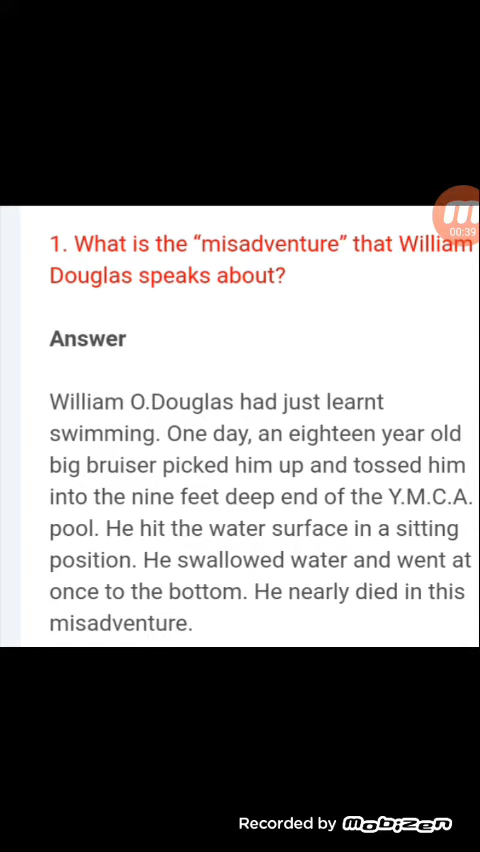 1. What is the “misadventure” that William
00:39
Douglas speaks about?
Answer
William O.Douglas had just learnt
swimming. One day, an eighteen year old
big bruiser picked him up and tossed him
into the nine feet deep end of the Y.M.C.A.
pool. He hit the water surface in a sitting
position. He swallowed water and went at
once to the bottom. He nearly died in this
misadventure.
Recorded by mobizen